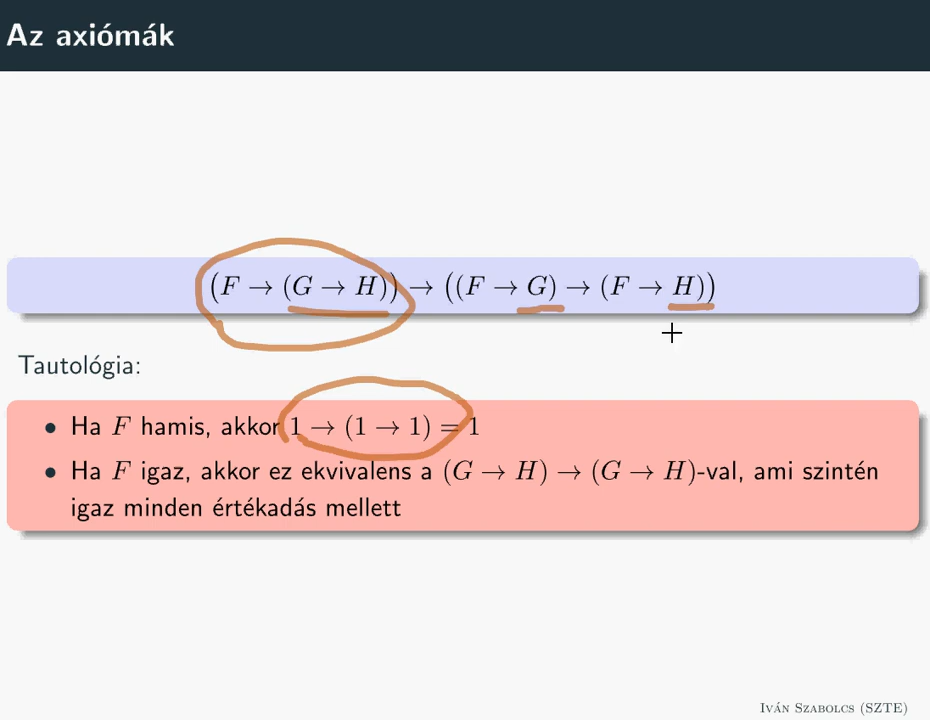 Az axiómák
(F → (G → H)) → ((F → G) → (F → H))
Tautológia:
• Ha F hamis, akkor 1 → (1 → 1) = 1
• Ha F igaz, akkor ez ekvivalens a (G → H) → (G → H)-val, ami szintén
igaz minden értékadás mellett
Iván Szabolcs (SZTE)